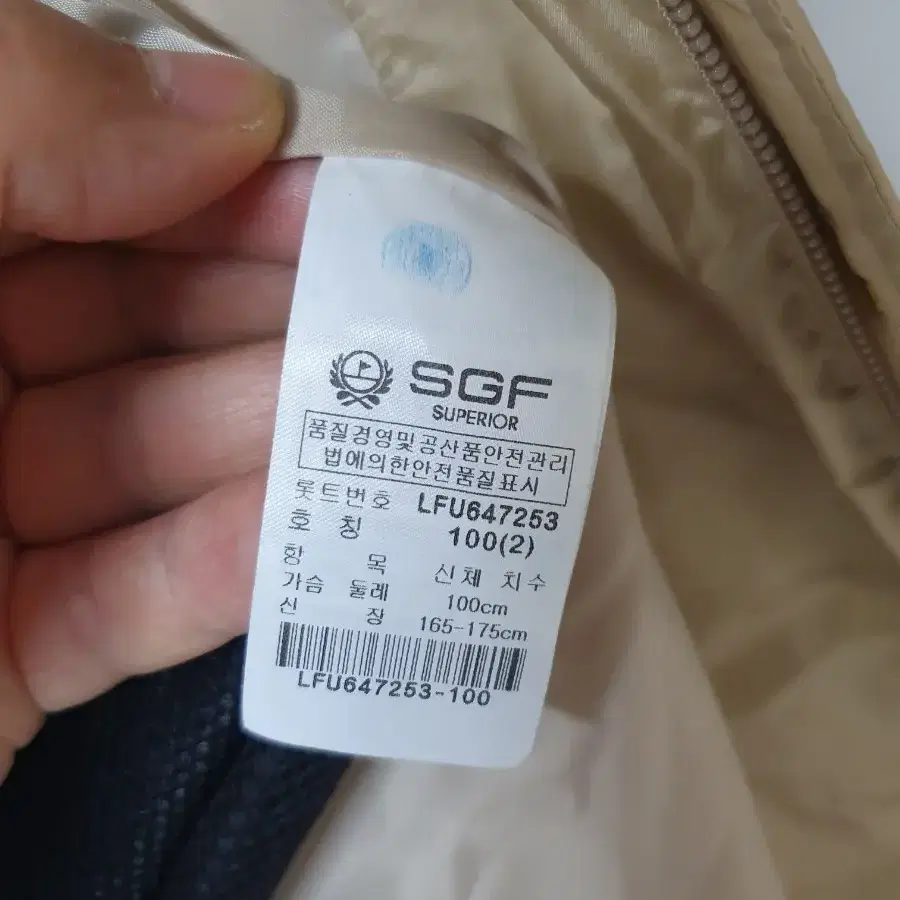 SGF
SUPERIOR
품질경영및공산품안전관리
법에의한안전품질표시
롯트번호 LFU647253
호 칭 100(2)
항 목 신체 치수
가슴 둘레 100cm
신 장 165-175cm
LFU647253-100